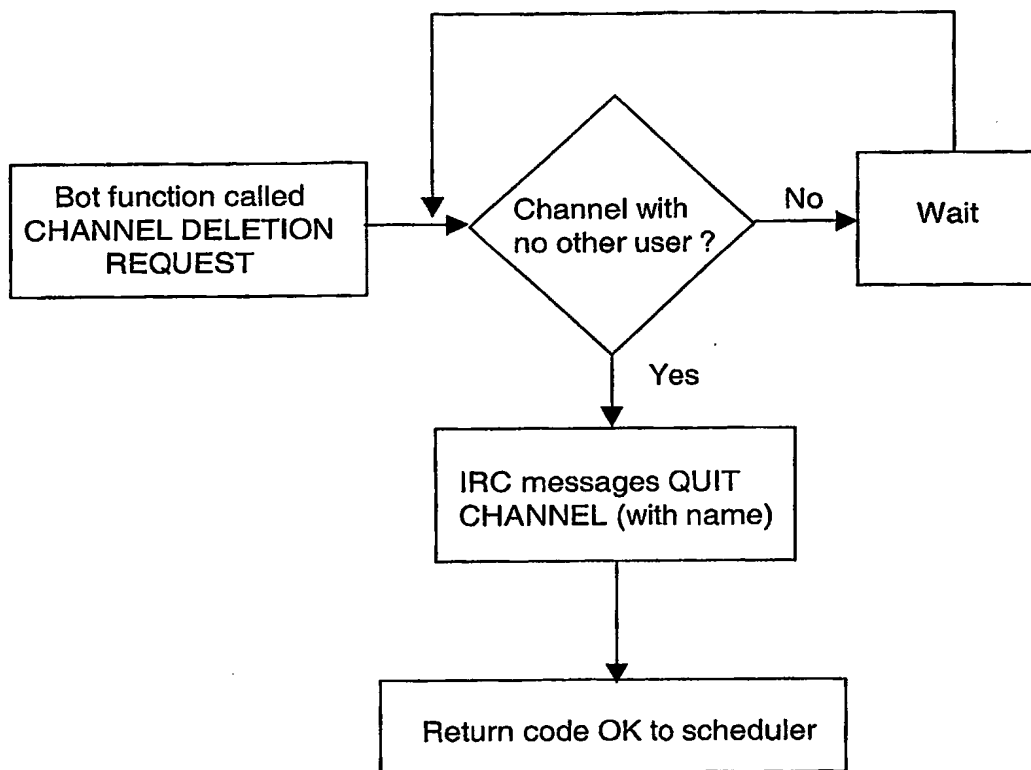 Bot function called
CHANNEL DELETION
REQUEST
Channel with
no other user ?
No
Wait
Yes
IRC messages QUIT
CHANNEL (with name)
Return code OK to scheduler